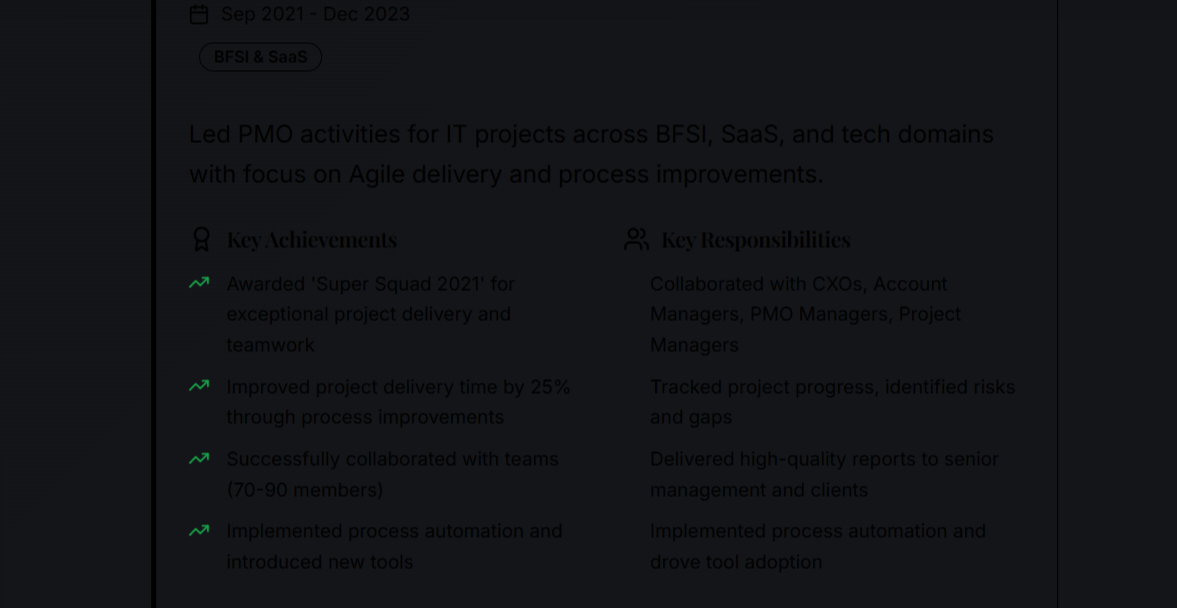 Sep 2021 - Dec 2023
BFSI & SaaS
Led PMO activities for IT projects across BFSI, SaaS, and tech domains
with focus on Agile delivery and process improvements.
Key Achievements
Awarded 'Super Squad 2021' for
exceptional project delivery and
teamwork
Improved project delivery time by 25%
through process improvements
Successfully collaborated with teams
(70-90 members)
Implemented process automation and
introduced new tools
Key Responsibilities
Collaborated with CXOs, Account
Managers, PMO Managers, Project
Managers
Tracked project progress, identified risks
and gaps
Delivered high-quality reports to senior
management and clients
Implemented process automation and
drove tool adoption